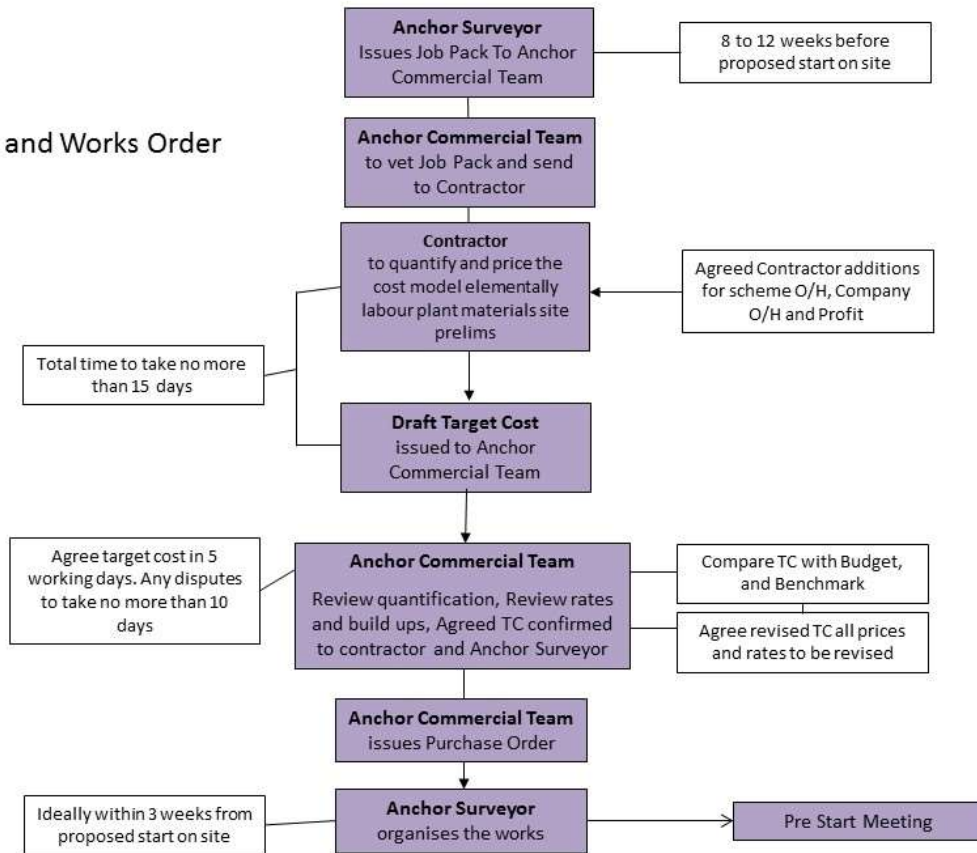 Anchor Surveyor
Issues Job Pack To Anchor
Commercial Team
8 to 12 weeks before
proposed start on site
and Works Order
Anchor Commercial Team
to vet Job Pack and send
to Contractor
Contractor
to quantify and price the
cost model elementally
labour plant materials site
prelims
Agreed Contractor additions
for scheme O/H, Company
O/H and Profit
Total time to take no more
than 15 days
Draft Target Cost
issued to Anchor
Commercial Team
Agree target cost in 5
working days. Any disputes
to take no more than 10
days
Anchor Commercial Team
Review quantification, Review rates
and build ups, Agreed TC confirmed
to contractor and Anchor Surveyor
Compare TC with Budget,
and Benchmark
Agree revised TC all prices
and rates to be revised
Anchor Commercial Team
issues Purchase Order
Ideally within 3 weeks from
proposed start on site
Anchor Surveyor
organises the works
Pre Start Meeting